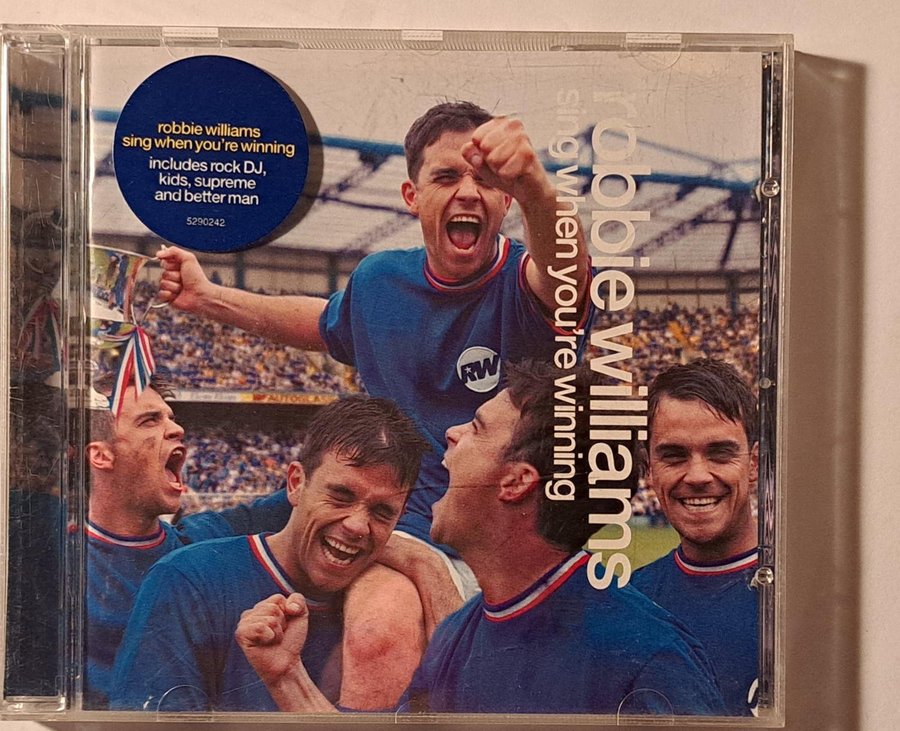 robbie williams
sing when you're winning
includes rock DJ,
kids, supreme
and better man
5290242
robbie williams
sing when you're winning
RW
AUTOGLASS